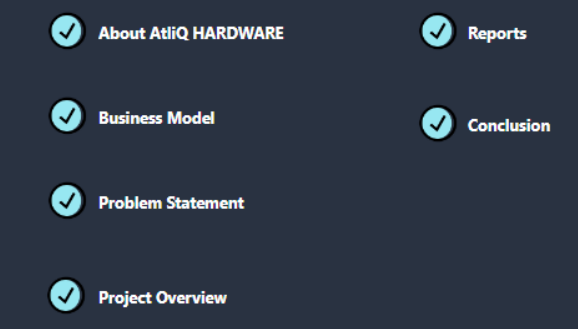 About AtliQ HARDWARE
Business Model
Problem Statement
Project Overview
Reports
Conclusion